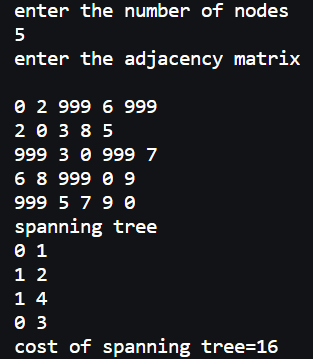 enter the number of nodes
5
enter the adjacency matrix
0 2 999 6 999
2 0 3 8 5
999 3 0 999 7
6 8 999 0 9
999 5 7 9 0
spanning tree
0 1
1 2
1 4
0 3
cost of spanning tree=16